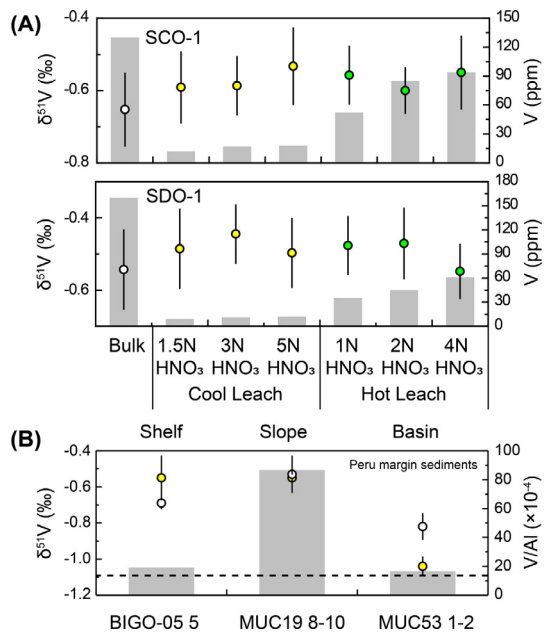 (A)
SCO-1
δ⁵¹V (‰)
-0.4
-0.6
-0.8
150
120
90
60
30
0
V (ppm)
SDO-1
δ⁵¹V (‰)
-0.4
-0.6
180
150
120
90
60
30
0
V (ppm)
Bulk 1.5N 3N 5N 1N 2N 4N
HNO₃ HNO₃ HNO₃ HNO₃ HNO₃ HNO₃
Cool Leach Hot Leach
(B) Shelf Slope Basin
Peru margin sediments
δ⁵¹V (‰)
-0.4
-0.6
-0.8
-1.0
-1.2
100
80
60
40
20
0
V/Al (×10⁻⁴)
BIGO-05 5 MUC19 8-10 MUC53 1-2